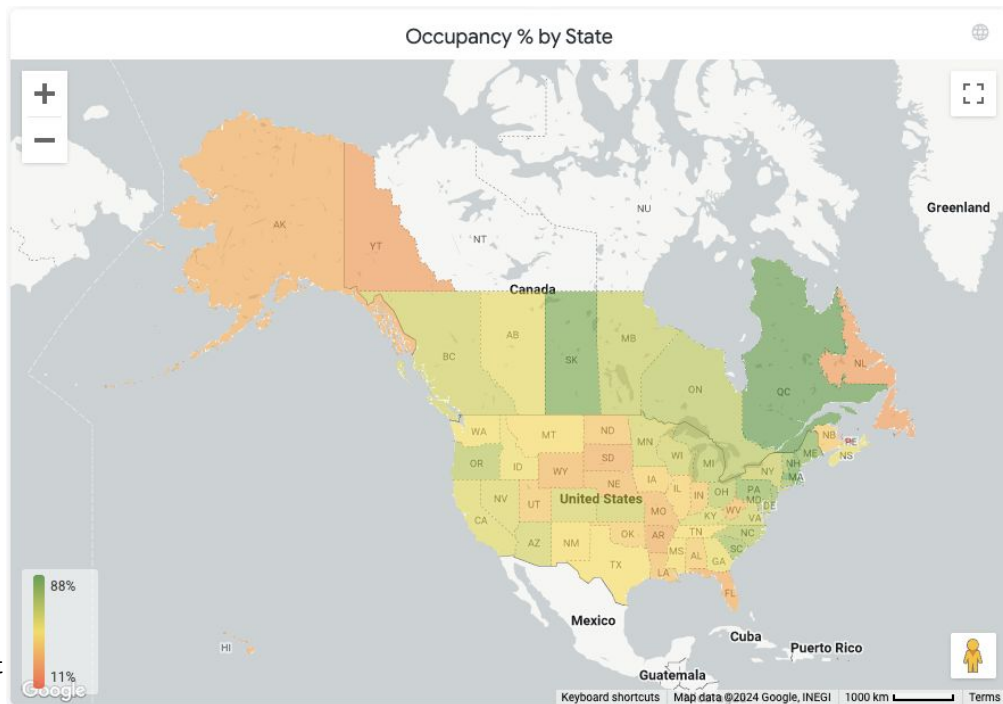 Occupancy % by State
+
−
Greenland
NU
NT
AK
YT
Canada
BC
AB
SK
MB
ON
QC
NL
NB
PE
NS
ME
WA
MT
ND
MN
OR
ID
WY
SD
WI
MI
NY
NH
MA
NV
UT
NE
IA
IL
IN
OH
PA
MD
DE
United States
CA
MO
KY
WV
VA
AZ
NM
OK
AR
TN
NC
SC
TX
LA
MS
AL
GA
FL
Mexico
Cuba
Puerto Rico
Guatemala
HI
88%
11%
t
Google
Keyboard shortcuts Map data ©2024 Google, INEGI 1000 km Terms